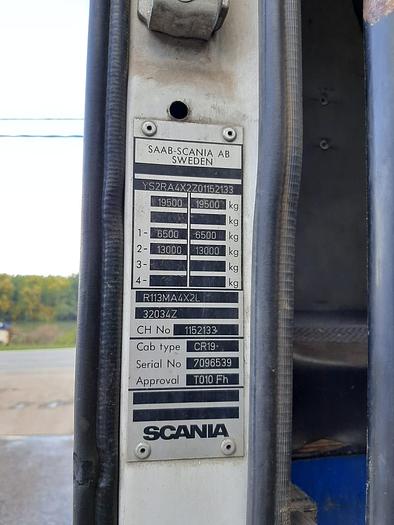 SAAB-SCANIA AB
SWEDEN
YS2RA4X2Z01152133
19500 19500 kg
kg
1- 6500 6500 kg
2- 13000 13000 kg
3- kg
4- kg
R113MA4X2L
32034Z
CH No 1152133
Cab type CR19
Serial No 7096539
Approval T010 Fh
SCANIA